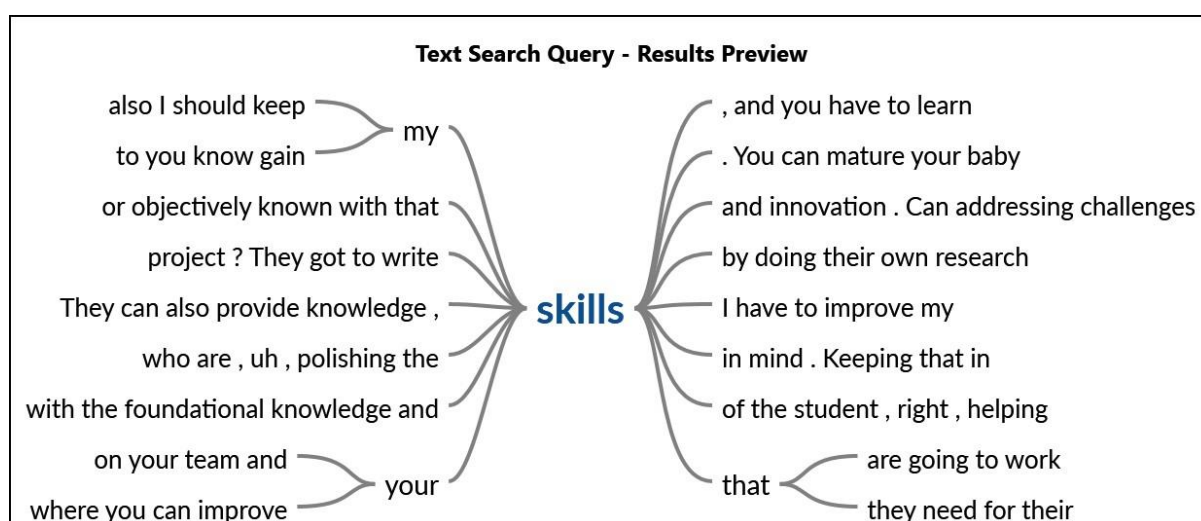 Text Search Query - Results Preview
also I should keep
to you know gain
my
or objectively known with that
project ? They got to write
They can also provide knowledge ,
who are , uh , polishing the
with the foundational knowledge and
on your team and
where you can improve
your
skills
, and you have to learn
. You can mature your baby
and innovation . Can addressing challenges
by doing their own research
I have to improve my
in mind . Keeping that in
of the student , right , helping
that
are going to work
they need for their